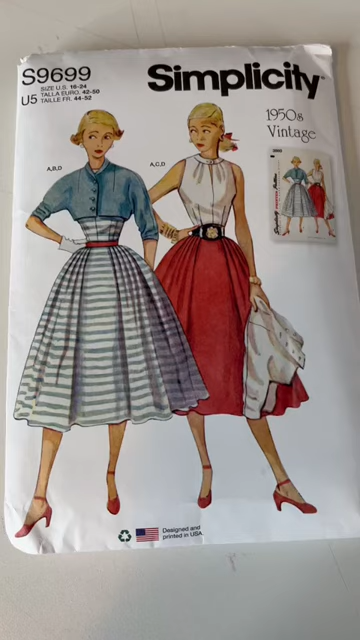 S9699
U5
SIZE U.S. 16-24
TALLA EURO. 42-50
TAILLE FR. 44-52
Simplicity
1950s
Vintage
A,B,D
A,C,D
Simplicity
Designed and
printed in USA